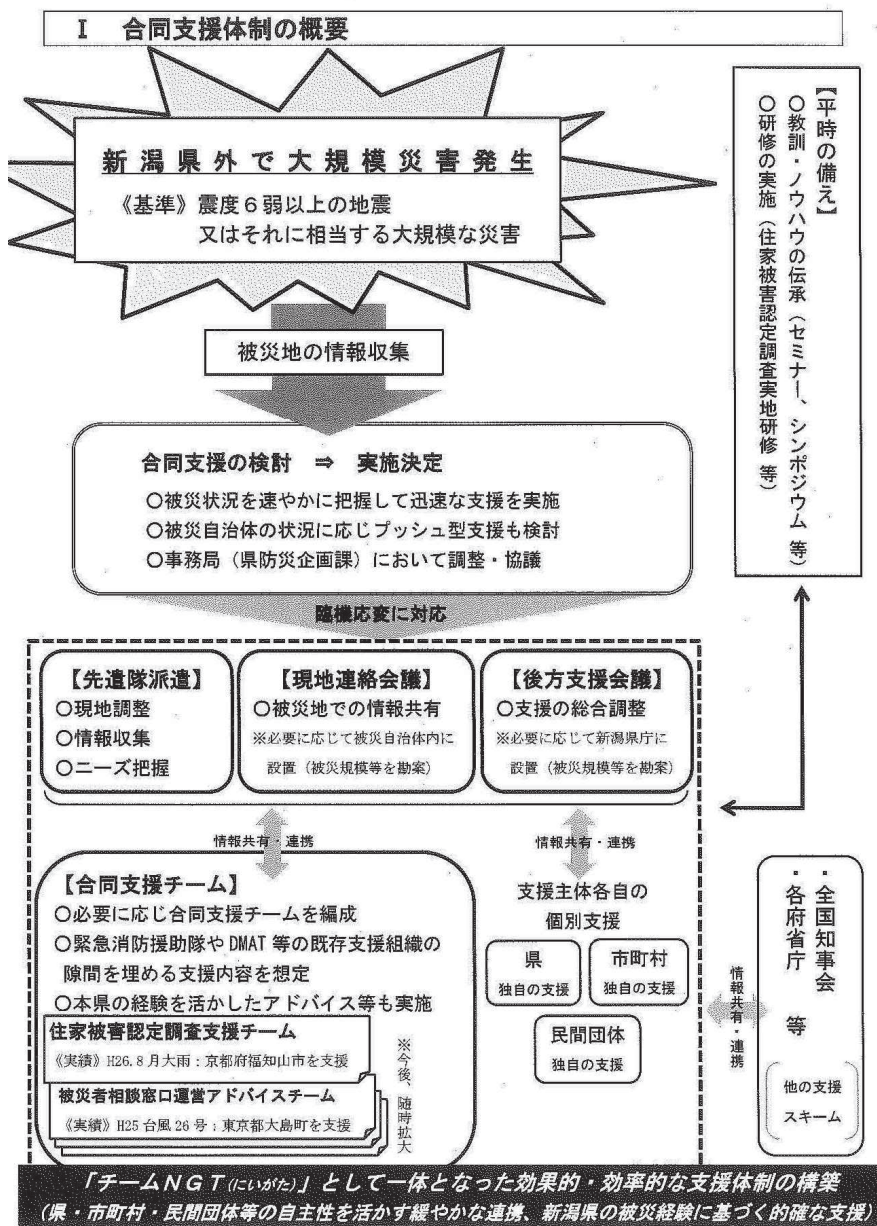 Ⅰ 合同支援体制の概要
新潟県外で大規模災害発生
《基準》震度6弱以上の地震
又はそれに相当する大規模な災害
被災地の情報収集
合同支援の検討 ⇒ 実施決定
○被災状況を速やかに把握して迅速な支援を実施
○被災自治体の状況に応じプッシュ型支援も検討
○事務局(県防災企画課)において調整・協議
臨機応変に対応
【平時の備え】
○教訓・ノウハウの伝承(セミナー、シンポジウム 等)
○研修の実施(住家被害認定調査実地研修 等)
【先遣隊派遣】
○現地調整
○情報収集
○ニーズ把握
【現地連絡会議】
○被災地での情報共有
※必要に応じて被災自治体内に
設置(被災規模等を勘案)
【後方支援会議】
○支援の総合調整
※必要に応じて新潟県庁に
設置(被災規模等を勘案)
情報共有・連携
情報共有・連携
【合同支援チーム】
○必要に応じ合同支援チームを編成
○緊急消防援助隊やDMAT等の既存支援組織の
隙間を埋める支援内容を想定
○本県の経験を活かしたアドバイス等も実施
住家被害認定調査支援チーム
《実績》H26.8月大雨:京都府福知山市を支援
被災者相談窓口運営アドバイスチーム
《実績》H25台風26号:東京都大島町を支援
※今後、随時拡大
支援主体各自の
個別支援
県
独自の支援
市町村
独自の支援
民間団体
独自の支援
情報共有・連携
・全国知事会
・各府省庁 等
他の支援
スキーム
「チームNGT(にいがた)」として一体となった効果的・効率的な支援体制の構築
(県・市町村・民間団体等の自主性を活かす緩やかな連携、新潟県の被災経験に基づく的確な支援)